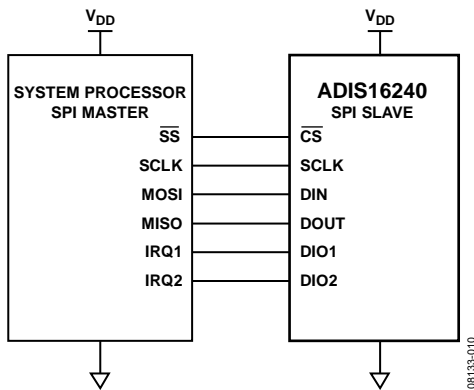 VDD
VDD
SYSTEM PROCESSOR
SPI MASTER
ADIS16240
SPI SLAVE
SS
CS
SCLK
SCLK
MOSI
DIN
MISO
DOUT
IRQ1
DIO1
IRQ2
DIO2
08133-010